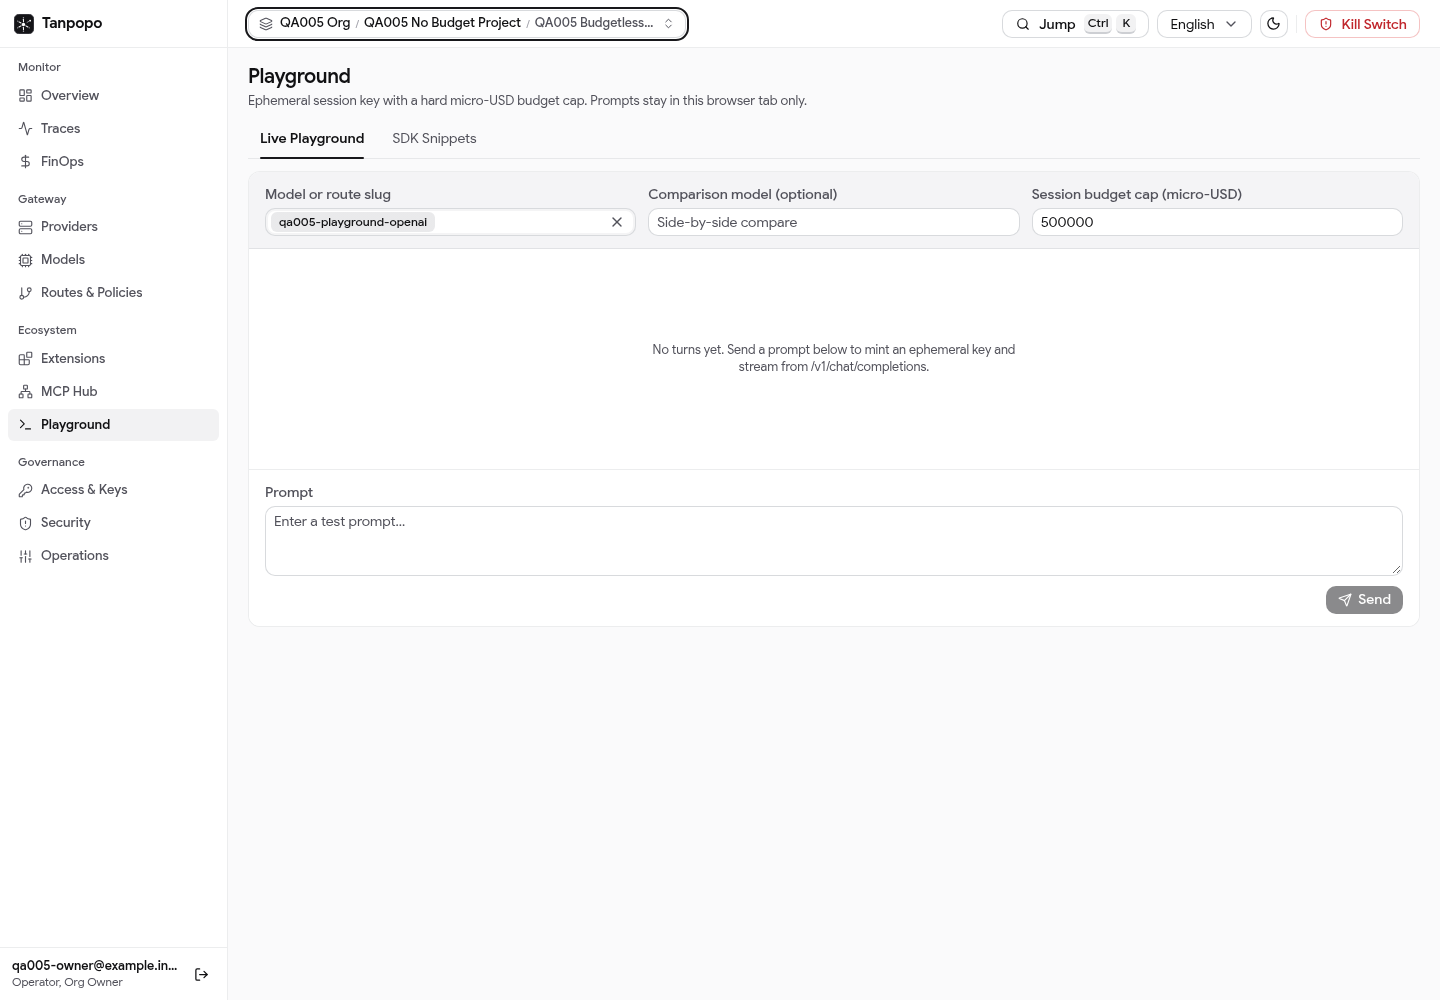 Tanpopo
QA005 Org / QA005 No Budget Project / QA005 Budgetless...
Jump Ctrl K
English
Kill Switch
Monitor
Overview
Traces
FinOps
Gateway
Providers
Models
Routes & Policies
Ecosystem
Extensions
MCP Hub
Playground
Governance
Access & Keys
Security
Operations
qa005-owner@example.in...
Operator, Org Owner
Playground
Ephemeral session key with a hard micro-USD budget cap. Prompts stay in this browser tab only.
Live Playground
SDK Snippets
Model or route slug
qa005-playground-openai
Comparison model (optional)
Side-by-side compare
Session budget cap (micro-USD)
500000
No turns yet. Send a prompt below to mint an ephemeral key and
stream from /v1/chat/completions.
Prompt
Enter a test prompt...
Send